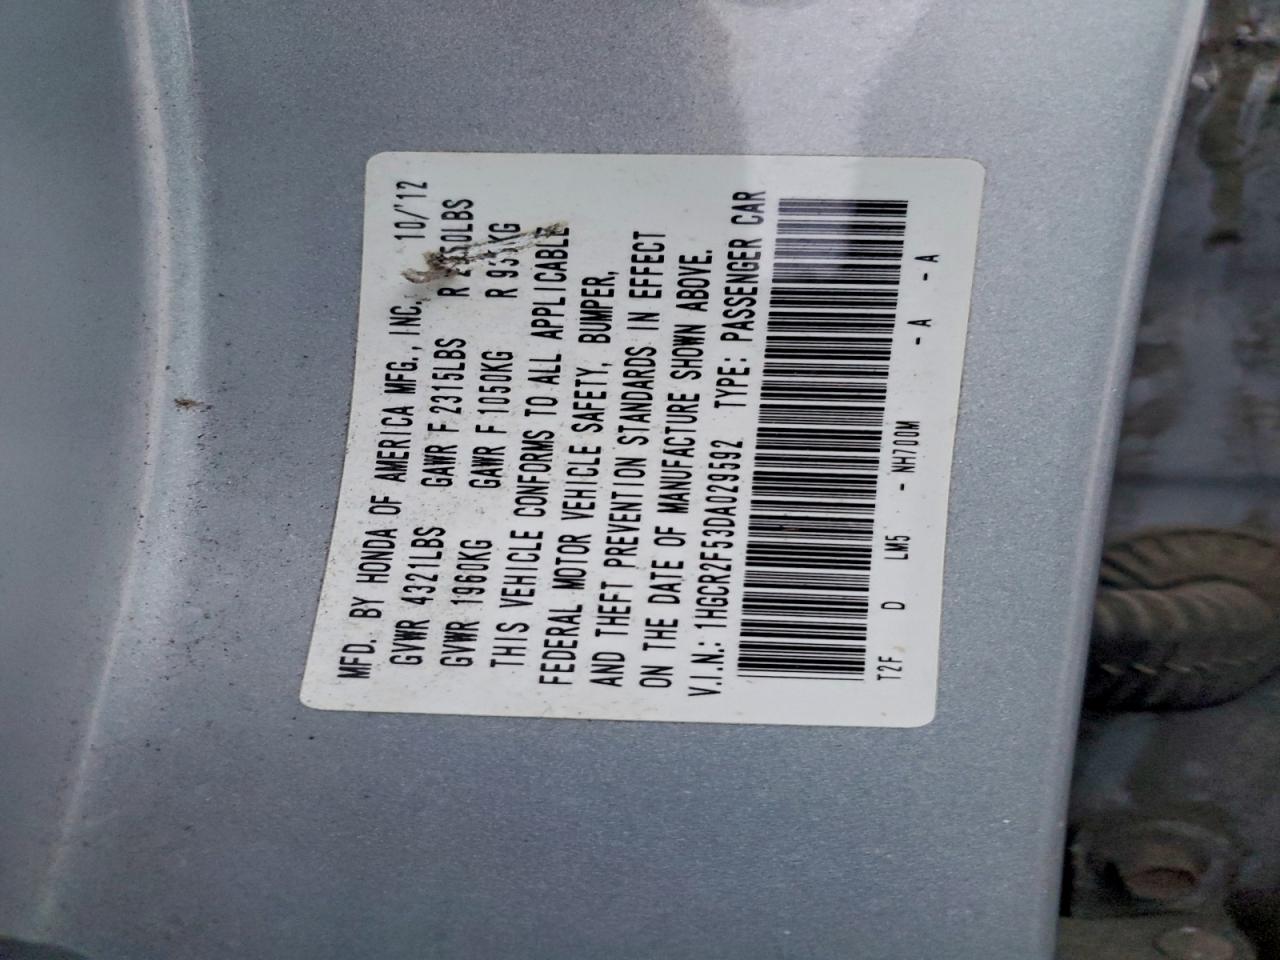 MFD. BY HONDA OF AMERICA MFG., INC. 10/'12
GVWR 4321LBS GAWR F 2315LBS R
GVWR 1960KG GAWR F 1050KG R
THIS VEHICLE CONFORMS TO ALL APPLICABLE
FEDERAL MOTOR VEHICLE SAFETY, BUMPER,
AND THEFT PREVENTION STANDARDS IN EFFECT
ON THE DATE OF MANUFACTURE SHOWN ABOVE.
V.I.N.: 1HGCR2F53DA029592 TYPE: PASSENGER CAR
T2F D LM5 - NH700M - A - A